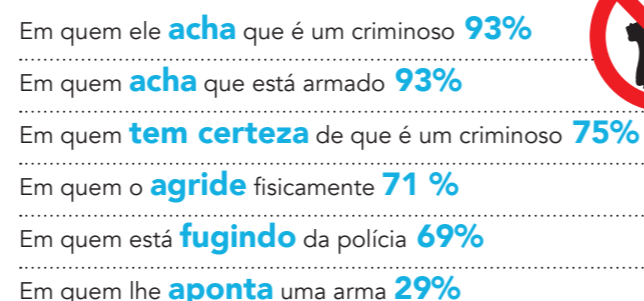 Em quem ele acha que é um criminoso 93%
Em quem acha que está armado 93%
Em quem tem certeza de que é um criminoso 75%
Em quem o agride fisicamente 71 %
Em quem está fugindo da polícia 69%
Em quem lhe aponta uma arma 29%